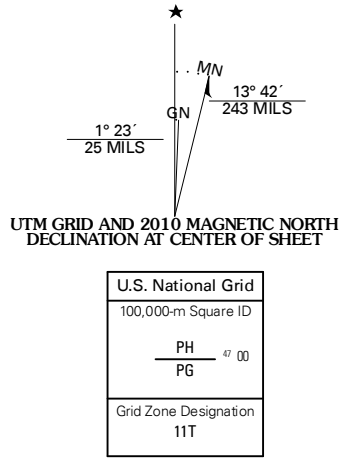 ★
MN
GN
13° 42´
243 MILS
1° 23´
25 MILS
UTM GRID AND 2010 MAGNETIC NORTH
DECLINATION AT CENTER OF SHEET
U.S. National Grid
100,000-m Square ID
PH
47 00
PG
Grid Zone Designation
11T